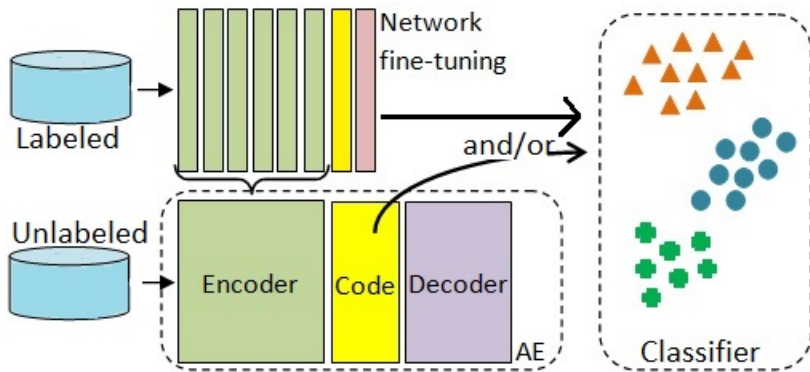 Network
fine-tuning
Labeled
and/or
Unlabeled
Encoder
Code
Decoder
AE
Classifier